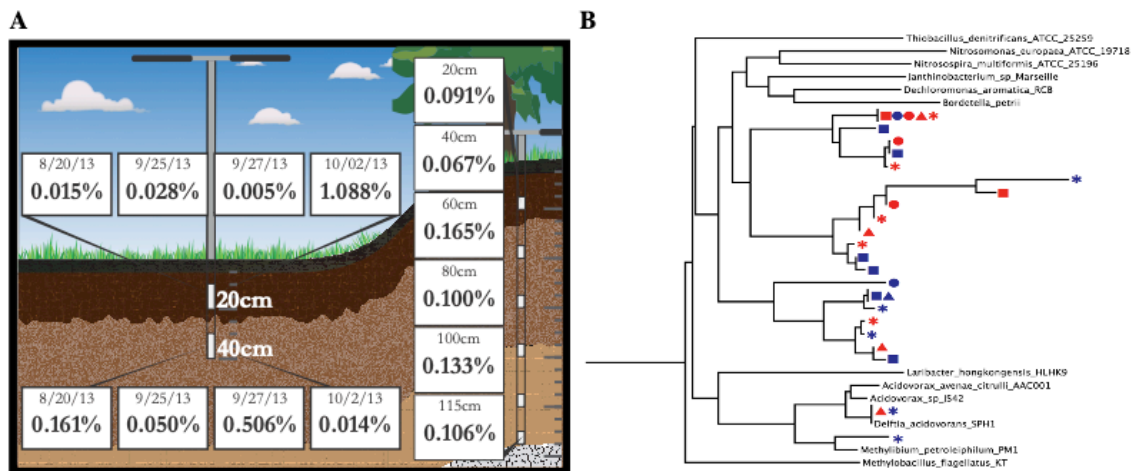 A
B
8/20/13
0.015%
9/25/13
0.028%
9/27/13
0.005%
10/02/13
1.088%
20cm
0.091%
40cm
0.067%
60cm
0.165%
80cm
0.100%
100cm
0.133%
115cm
0.106%
20cm
40cm
8/20/13
0.161%
9/25/13
0.050%
9/27/13
0.506%
10/2/13
0.014%
Thiobacillus_denitrificans_ATCC_25259
Nitrosomonas_europaea_ATCC_19718
Nitrosospira_multiformis_ATCC_25196
Janthinobacterium_sp_Marseille
Dechloromonas_aromatica_RCB
Bordetella_petrii
Laribacter_hongkongensis_HLHK9
Acidovorax_avenae_citrulli_AAC001
Acidovorax_sp_JS42
Delftia_acidovorans_SPH1
Methylibium_petroleiphilum_PM1
Methylobacillus_flagellatus_KT